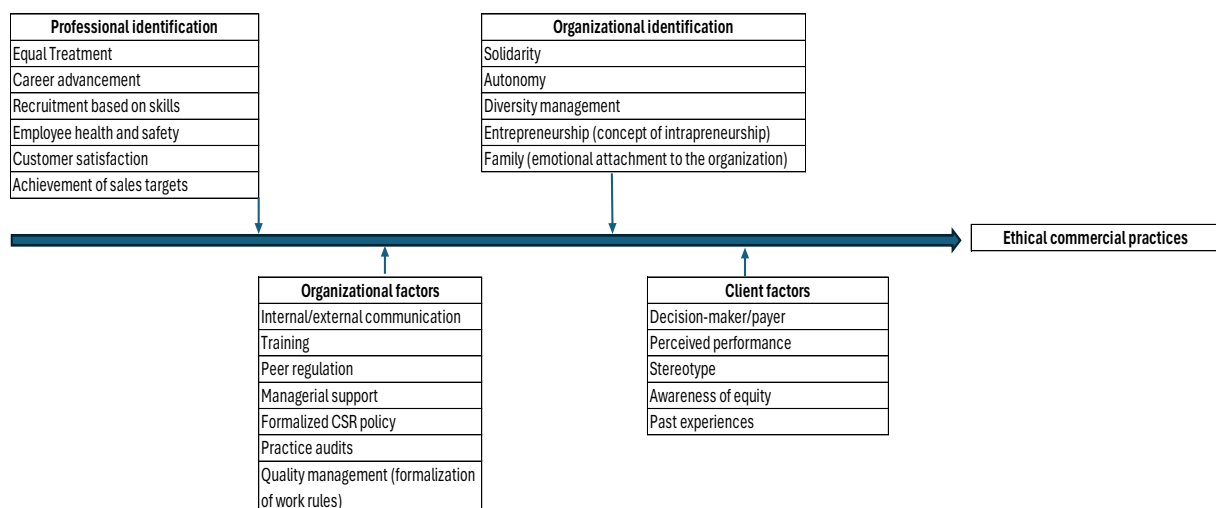 Professional identification
Equal Treatment
Career advancement
Recruitment based on skills
Employee health and safety
Customer satisfaction
Achievement of sales targets
Organizational identification
Solidarity
Autonomy
Diversity management
Entrepreneurship (concept of intrapreneurship)
Family (emotional attachment to the organization)
Ethical commercial practices
Organizational factors
Internal/external communication
Training
Peer regulation
Managerial support
Formalized CSR policy
Practice audits
Quality management (formalization
of work rules)
Client factors
Decision-maker/payer
Perceived performance
Stereotype
Awareness of equity
Past experiences